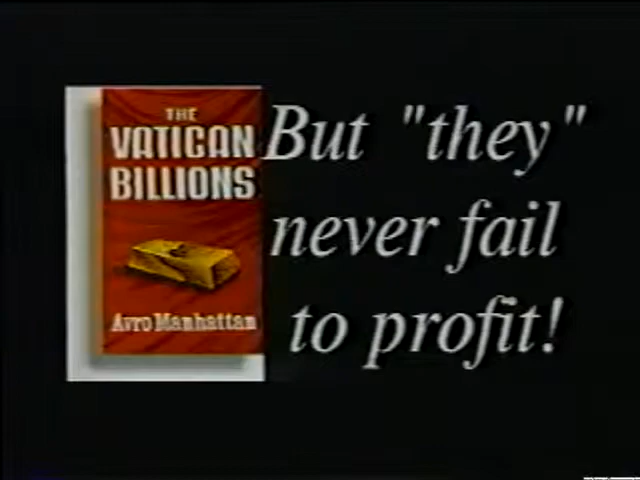 THE
VATICAN
BILLIONS
Avro Manhattan
But "they"
never fail
to profit!